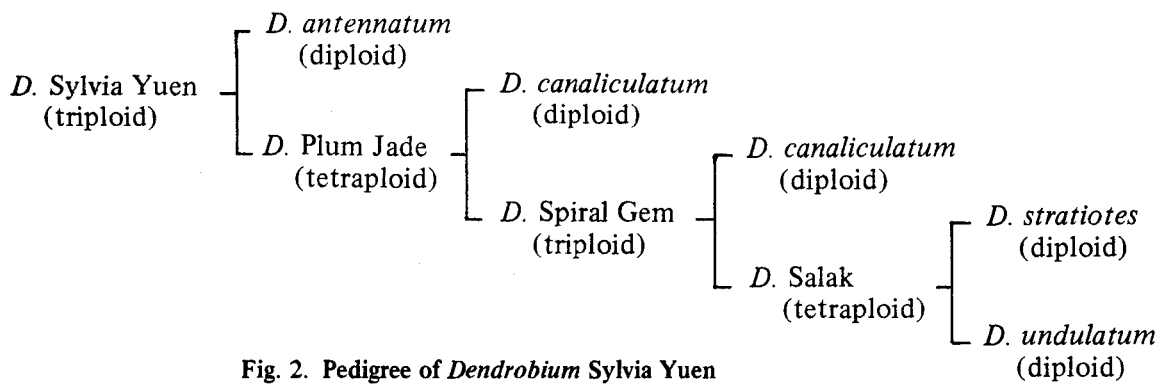 D. antennatum
(diploid)
D. Sylvia Yuen
(triploid)
D. canaliculatum
(diploid)
D. Plum Jade
(tetraploid)
D. canaliculatum
(diploid)
D. Spiral Gem
(triploid)
D. stratiotes
(diploid)
D. Salak
(tetraploid)
D. undulatum
(diploid)
Fig. 2. Pedigree of Dendrobium Sylvia Yuen